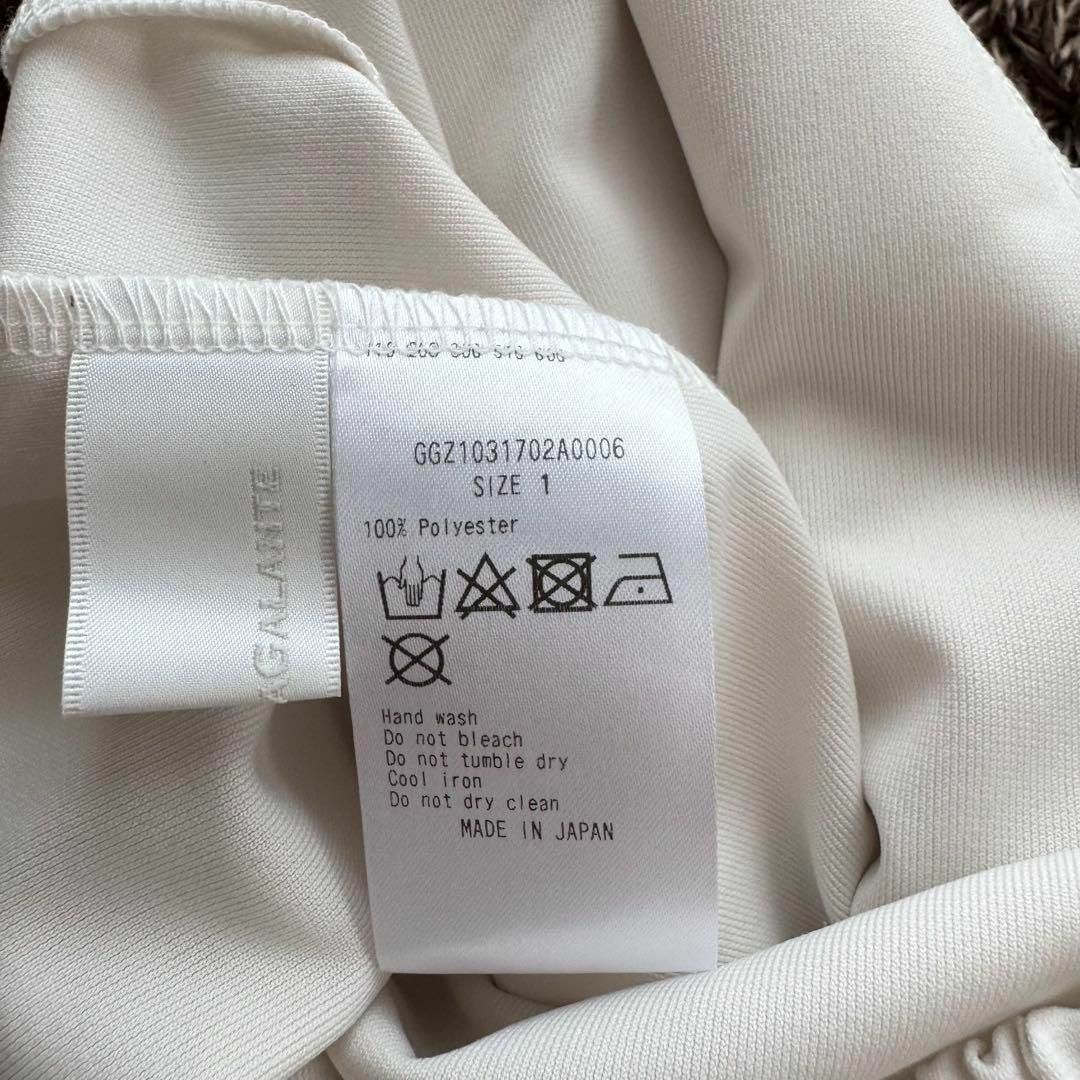 GGZ1031702A0006
SIZE 1
100% Polyester
Hand wash
Do not bleach
Do not tumble dry
Cool iron
Do not dry clean
MADE IN JAPAN
AGALANTE